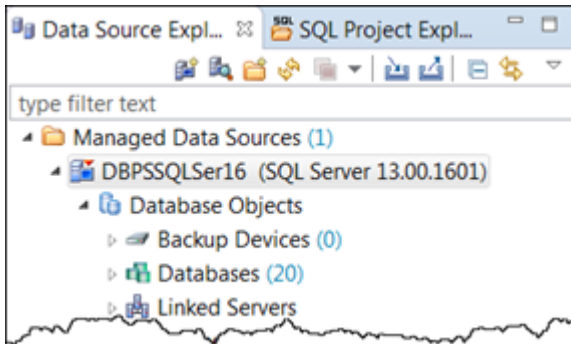 Data Source Expl... SQL SQL Project Expl...
type filter text
Managed Data Sources (1)
DBPSSQLSer16 (SQL Server 13.00.1601)
Database Objects
Backup Devices (0)
Databases (20)
Linked Servers